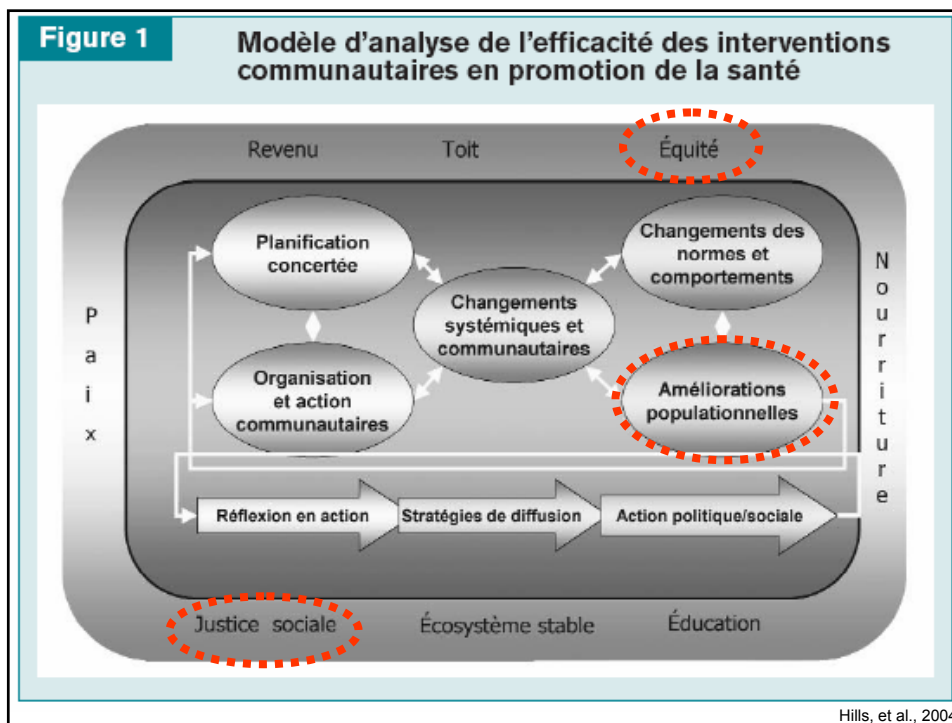 Figure 1
Modèle d'analyse de l'efficacité des interventions
communautaires en promotion de la santé
Revenu
Toit
Équité
Paix
Planification
concertée
Changements
systémiques et
communautaires
Changements des
normes et
comportements
Organisation
et action
communautaires
Améliorations
populationnelles
Nourriture
Réflexion en action
Stratégies de diffusion
Action politique/sociale
Justice sociale
Écosystème stable
Éducation
Hills, et al., 2004